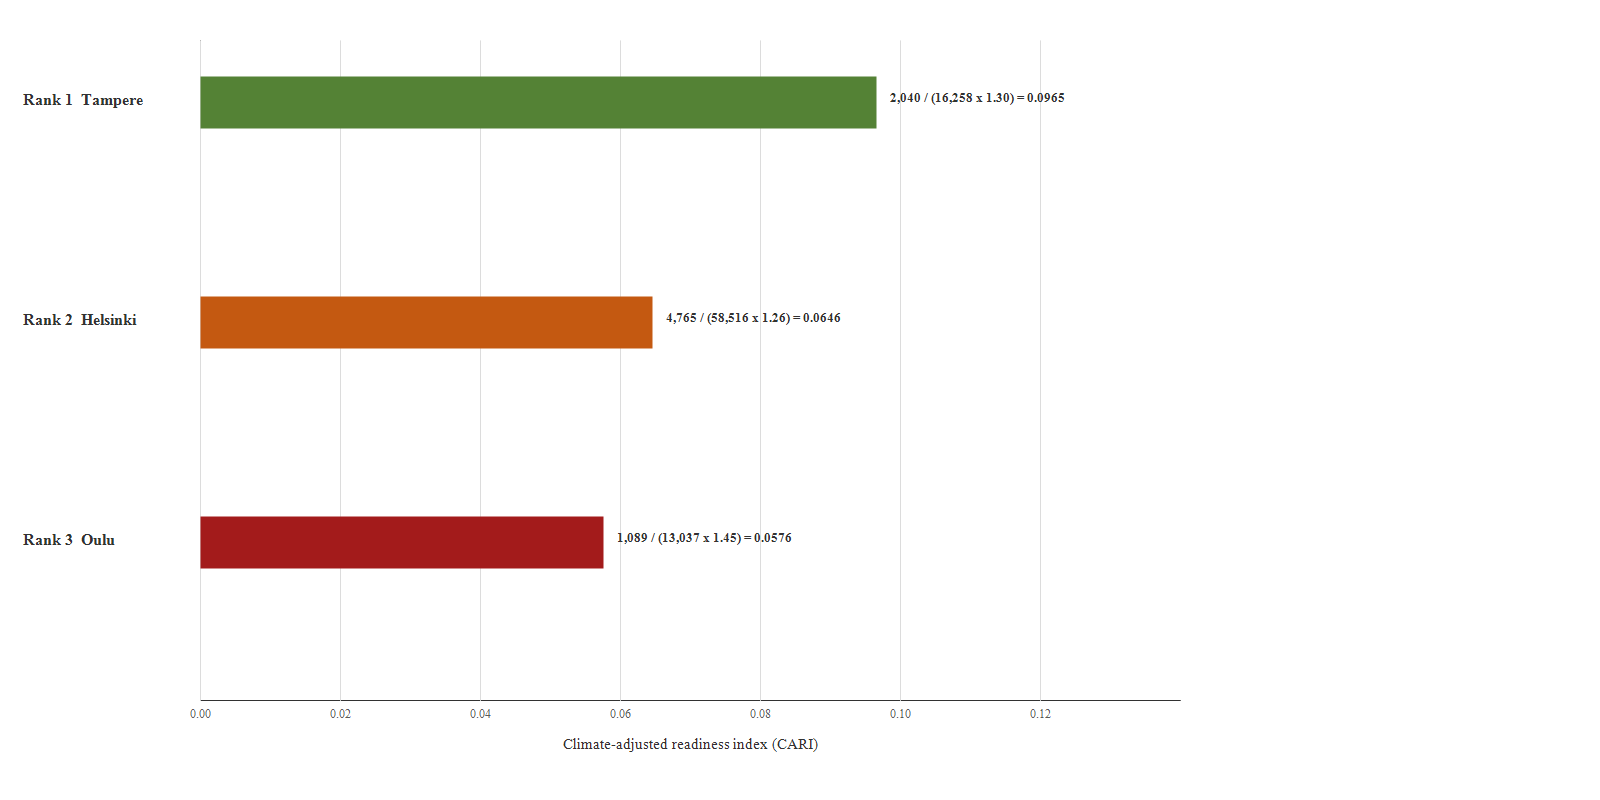 Rank 1 Tampere
2,040 / (16,258 x 1.30) = 0.0965
Rank 2 Helsinki
4,765 / (58,516 x 1.26) = 0.0646
Rank 3 Oulu
1,089 / (13,037 x 1.45) = 0.0576
0.00 0.02 0.04 0.06 0.08 0.10 0.12
Climate-adjusted readiness index (CARI)